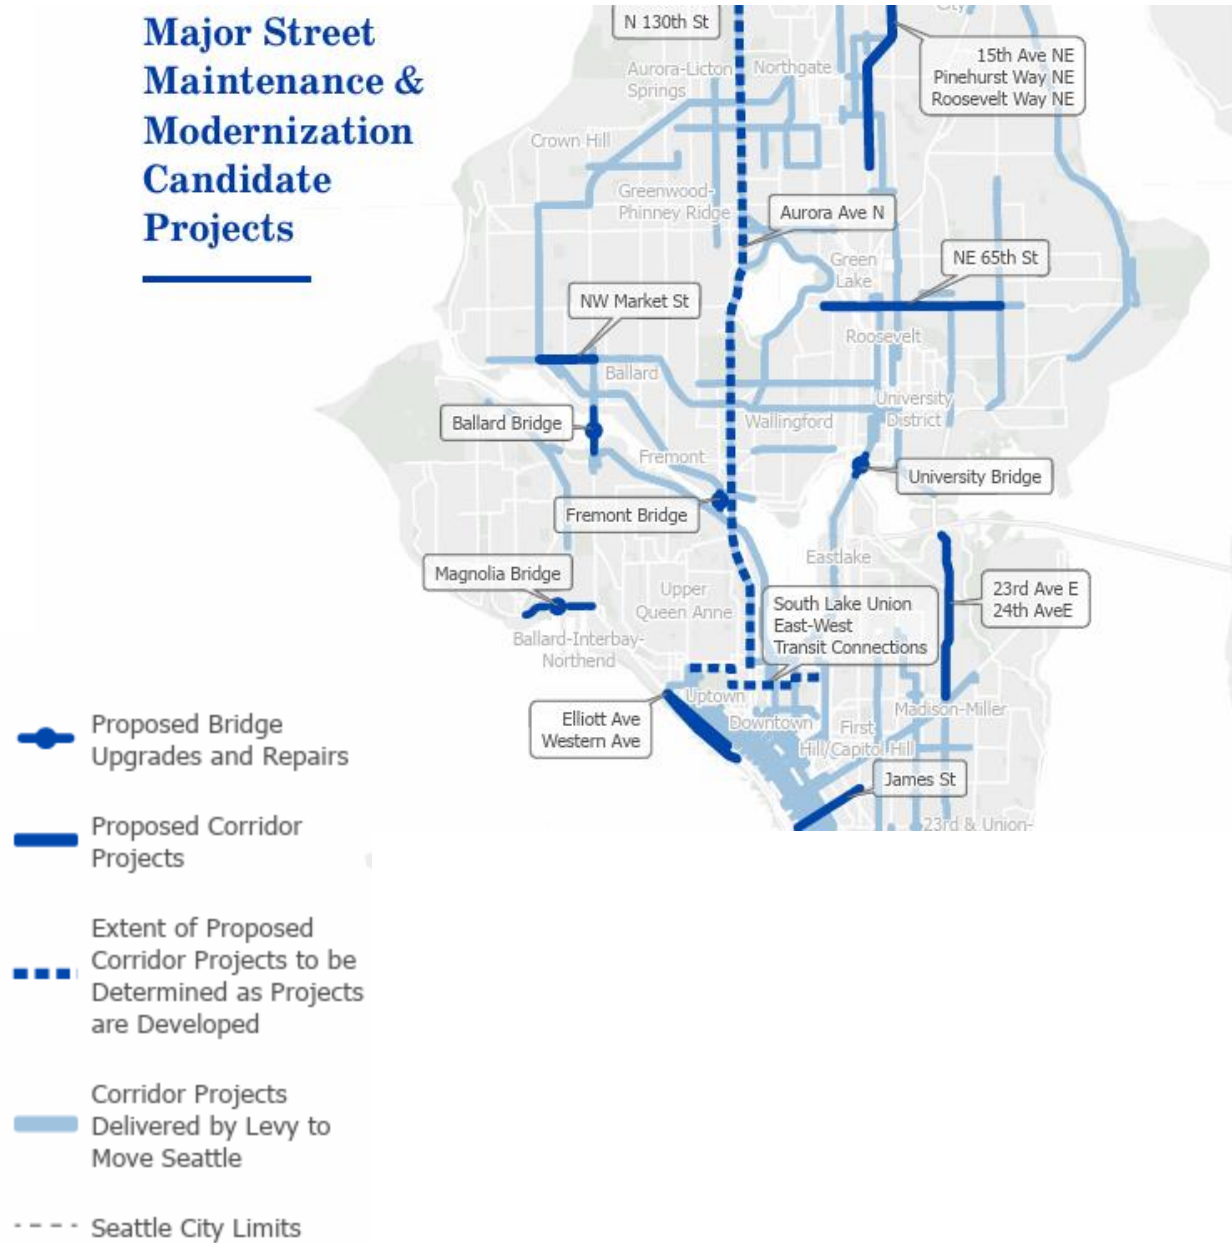 Major Street
Maintenance &
Modernization
Candidate
Projects
N 130th St
City
15th Ave NE
Pinehurst Way NE
Roosevelt Way NE
Aurora-Licton
Springs
Northgate
Crown Hill
Greenwood-
Phinney Ridge
Aurora Ave N
Green
Lake
NE 65th St
NW Market St
Roosevelt
Ballard
University
District
Ballard Bridge
Wallingford
Fremont
University Bridge
Fremont Bridge
Eastlake
Magnolia Bridge
Upper
Queen Anne
23rd Ave E
24th AveE
South Lake Union
East-West
Transit Connections
Ballard-Interbay-
Northend
Uptown
Elliott Ave
Western Ave
Downtown
Madison-Miller
First
Hill/Capitol Hill
James St
23rd & Union-
Proposed Bridge
Upgrades and Repairs
Proposed Corridor
Projects
Extent of Proposed
Corridor Projects to be
Determined as Projects
are Developed
Corridor Projects
Delivered by Levy to
Move Seattle
Seattle City Limits